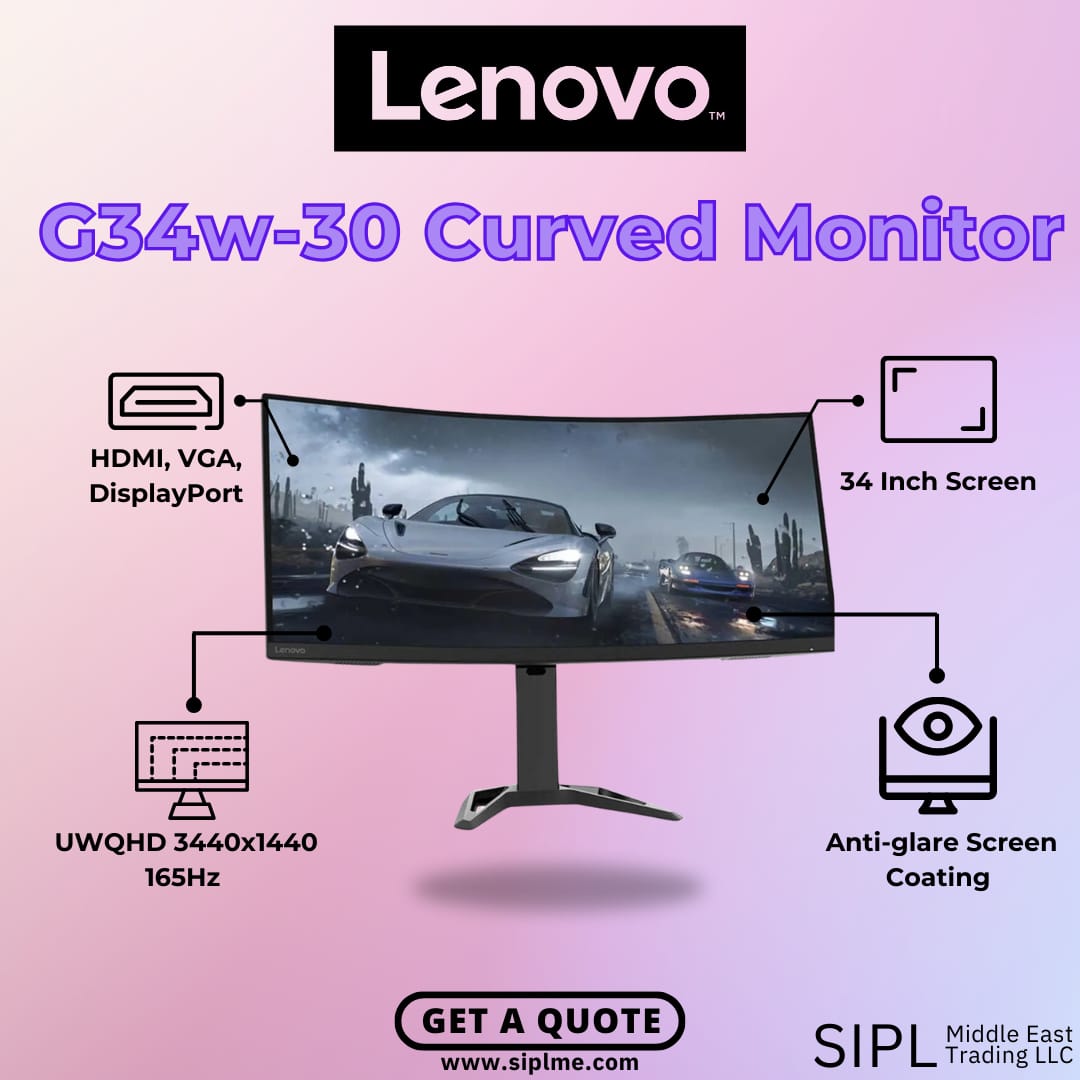 Lenovo™
G34w-30 Curved Monitor
HDMI, VGA,
DisplayPort
34 Inch Screen
Lenovo
UWQHD 3440x1440
165Hz
Anti-glare Screen
Coating
GET A QUOTE
www.siplme.com
SIPL
Middle East
Trading LLC